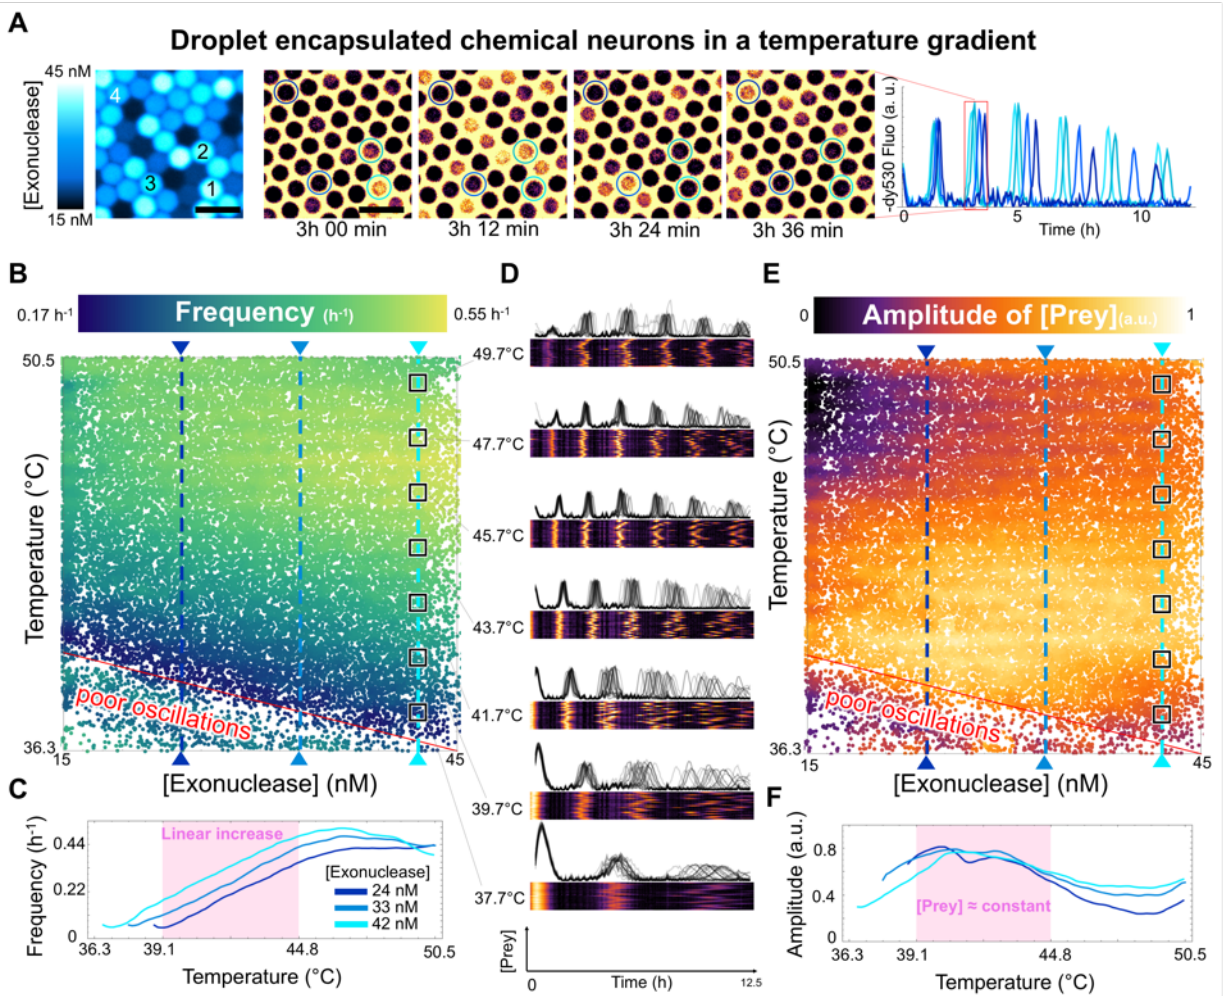 A
Droplet encapsulated chemical neurons in a temperature gradient
45 nM
[Exonuclease]
15 nM
4
2
3
1
3h 00 min
3h 12 min
3h 24 min
3h 36 min
-dy530 Fluo (a. u.)
0
5
10
Time (h)
B
0.17 h⁻¹
Frequency (h⁻¹)
0.55 h⁻¹
50.5
Temperature (°C)
36.3
poor oscillations
15
45
[Exonuclease] (nM)
C
Frequency (h⁻¹)
0.44
0.22
0
Linear increase
[Exonuclease]
24 nM
33 nM
42 nM
36.3
39.1
44.8
50.5
Temperature (°C)
D
49.7°C
47.7°C
45.7°C
43.7°C
41.7°C
39.7°C
37.7°C
[Prey]
0
Time (h)
12.5
E
0
Amplitude of [Prey](a.u.)
1
50.5
Temperature (°C)
36.3
poor oscillations
15
45
[Exonuclease] (nM)
F
Amplitude (a.u.)
0.8
0.4
0
[Prey] ≈ constant
36.3
39.1
44.8
50.5
Temperature (°C)